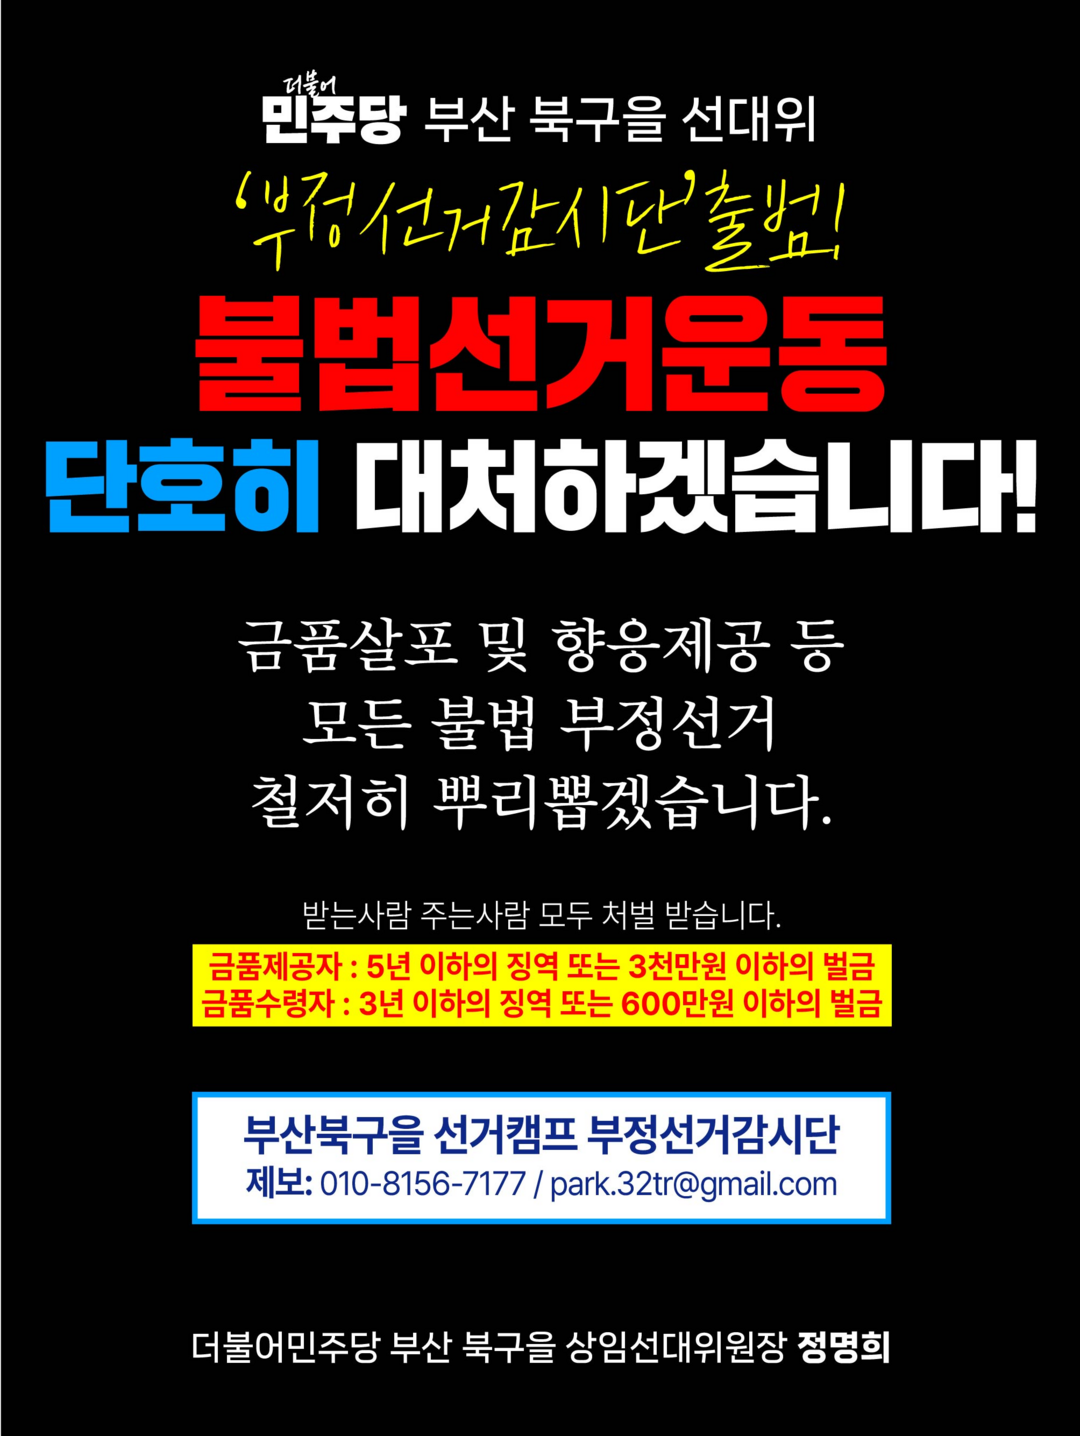 더불어
민주당 부산 북구을 선대위
'부정선거감시단' 출범!
불법선거운동
단호히 대처하겠습니다!
금품살포 및 향응제공 등
모든 불법 부정선거
철저히 뿌리뽑겠습니다.
받는사람 주는사람 모두 처벌 받습니다.
금품제공자 : 5년 이하의 징역 또는 3천만원 이하의 벌금
금품수령자 : 3년 이하의 징역 또는 600만원 이하의 벌금
부산북구을 선거캠프 부정선거감시단
제보: 010-8156-7177 / park.32tr@gmail.com
더불어민주당 부산 북구을 상임선대위원장 정명희